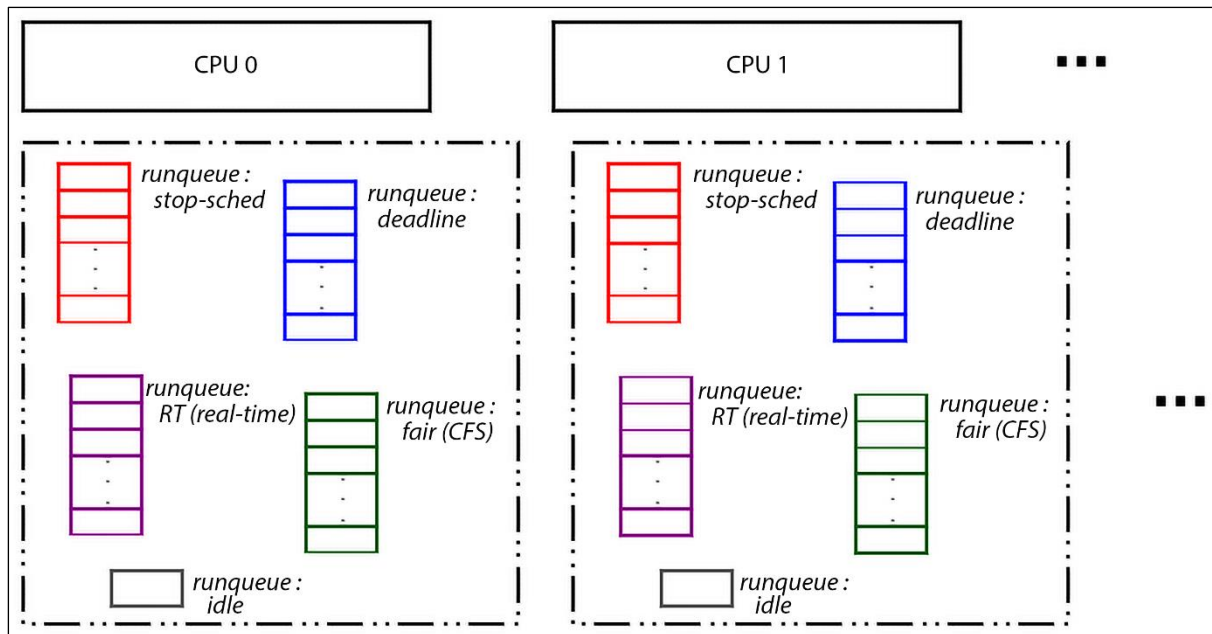 CPU 0
CPU 1
...
runqueue :
stop-sched
runqueue :
deadline
runqueue:
RT (real-time)
runqueue :
fair (CFS)
runqueue :
idle
runqueue :
stop-sched
runqueue :
deadline
runqueue:
RT (real-time)
runqueue :
fair (CFS)
runqueue :
idle
...